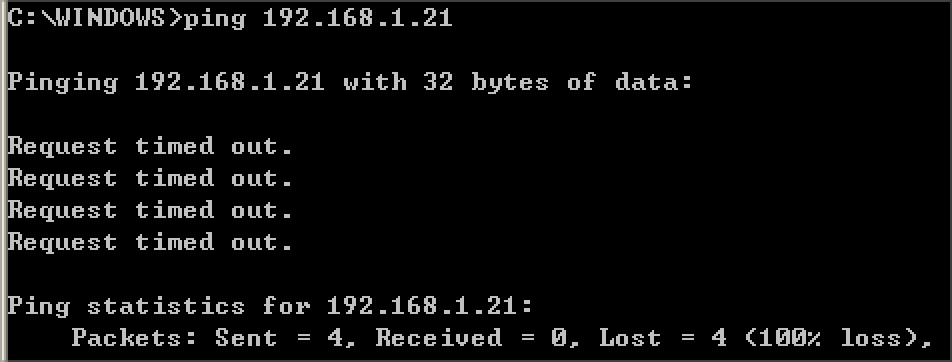 C:\WINDOWS>ping 192.168.1.21
Pinging 192.168.1.21 with 32 bytes of data:
Request timed out.
Request timed out.
Request timed out.
Request timed out.
Ping statistics for 192.168.1.21:
Packets: Sent = 4, Received = 0, Lost = 4 (100% loss),